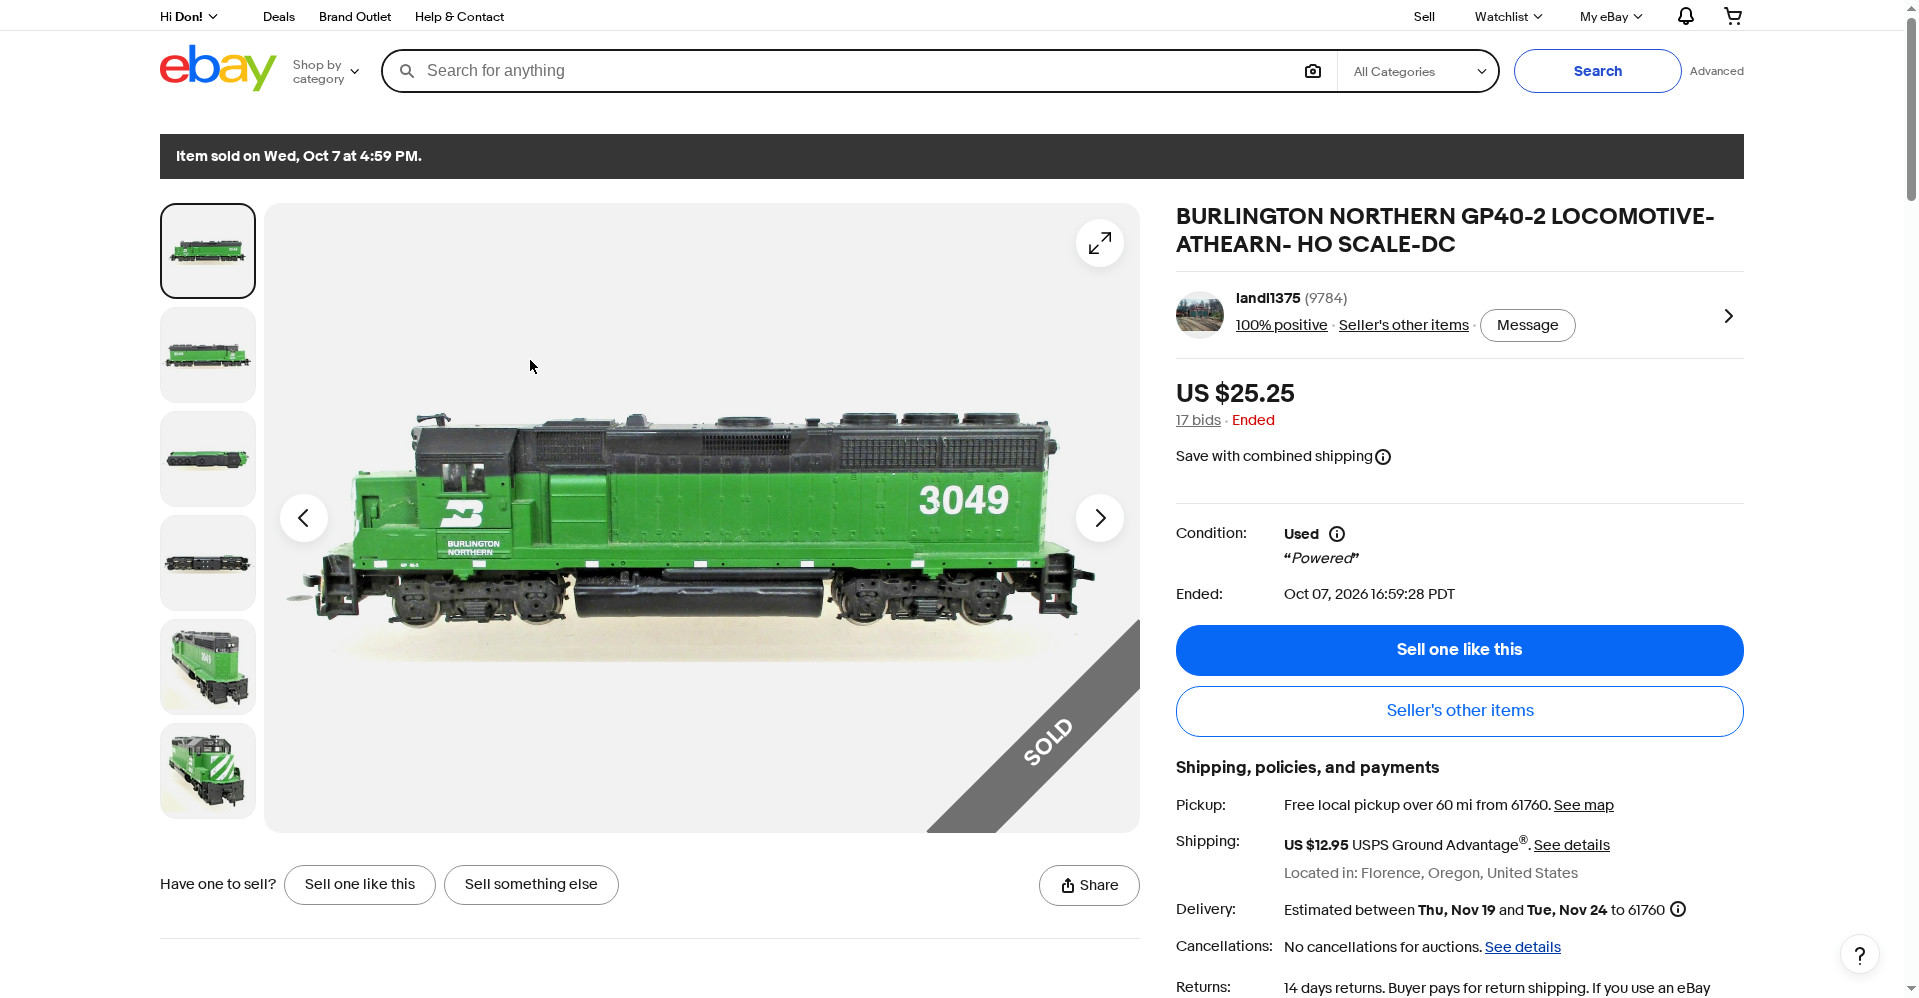 Hi Don!
Deals
Brand Outlet
Help & Contact
Sell
Watchlist
My eBay
ebay
Shop by
category
Search for anything
All Categories
Search
Advanced
Item sold on Wed, Oct 7 at 4:59 PM.
3049
BURLINGTON
NORTHERN
SOLD
Have one to sell?
Sell one like this
Sell something else
Share
BURLINGTON NORTHERN GP40-2 LOCOMOTIVE-
ATHEARN- HO SCALE-DC
landl1375 (9784)
100% positive · Seller's other items · Message
US $25.25
17 bids · Ended
Save with combined shipping
Condition: Used
“Powered”
Ended: Oct 07, 2026 16:59:28 PDT
Sell one like this
Seller's other items
Shipping, policies, and payments
Pickup: Free local pickup over 60 mi from 61760. See map
Shipping: US $12.95 USPS Ground Advantage®. See details
Located in: Florence, Oregon, United States
Delivery: Estimated between Thu, Nov 19 and Tue, Nov 24 to 61760
Cancellations: No cancellations for auctions. See details
Returns: 14 days returns. Buyer pays for return shipping. If you use an eBay
?